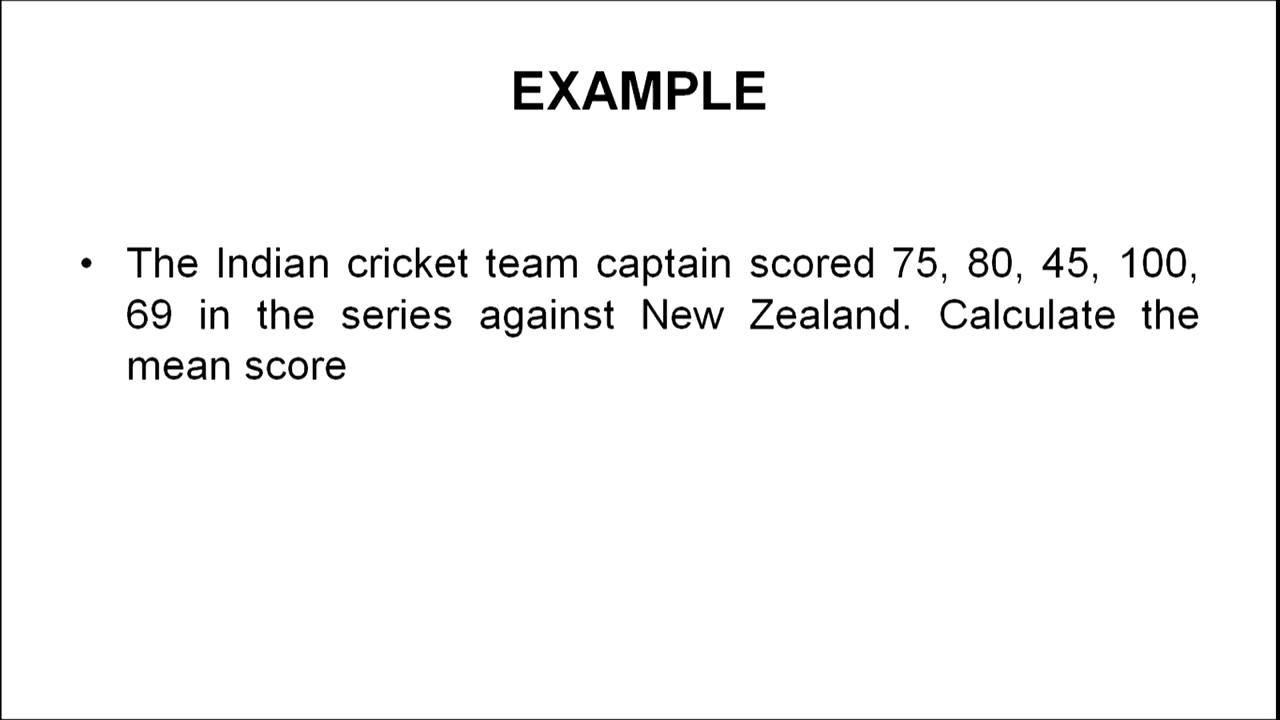 EXAMPLE
• The Indian cricket team captain scored 75, 80, 45, 100,
69 in the series against New Zealand. Calculate the
mean score